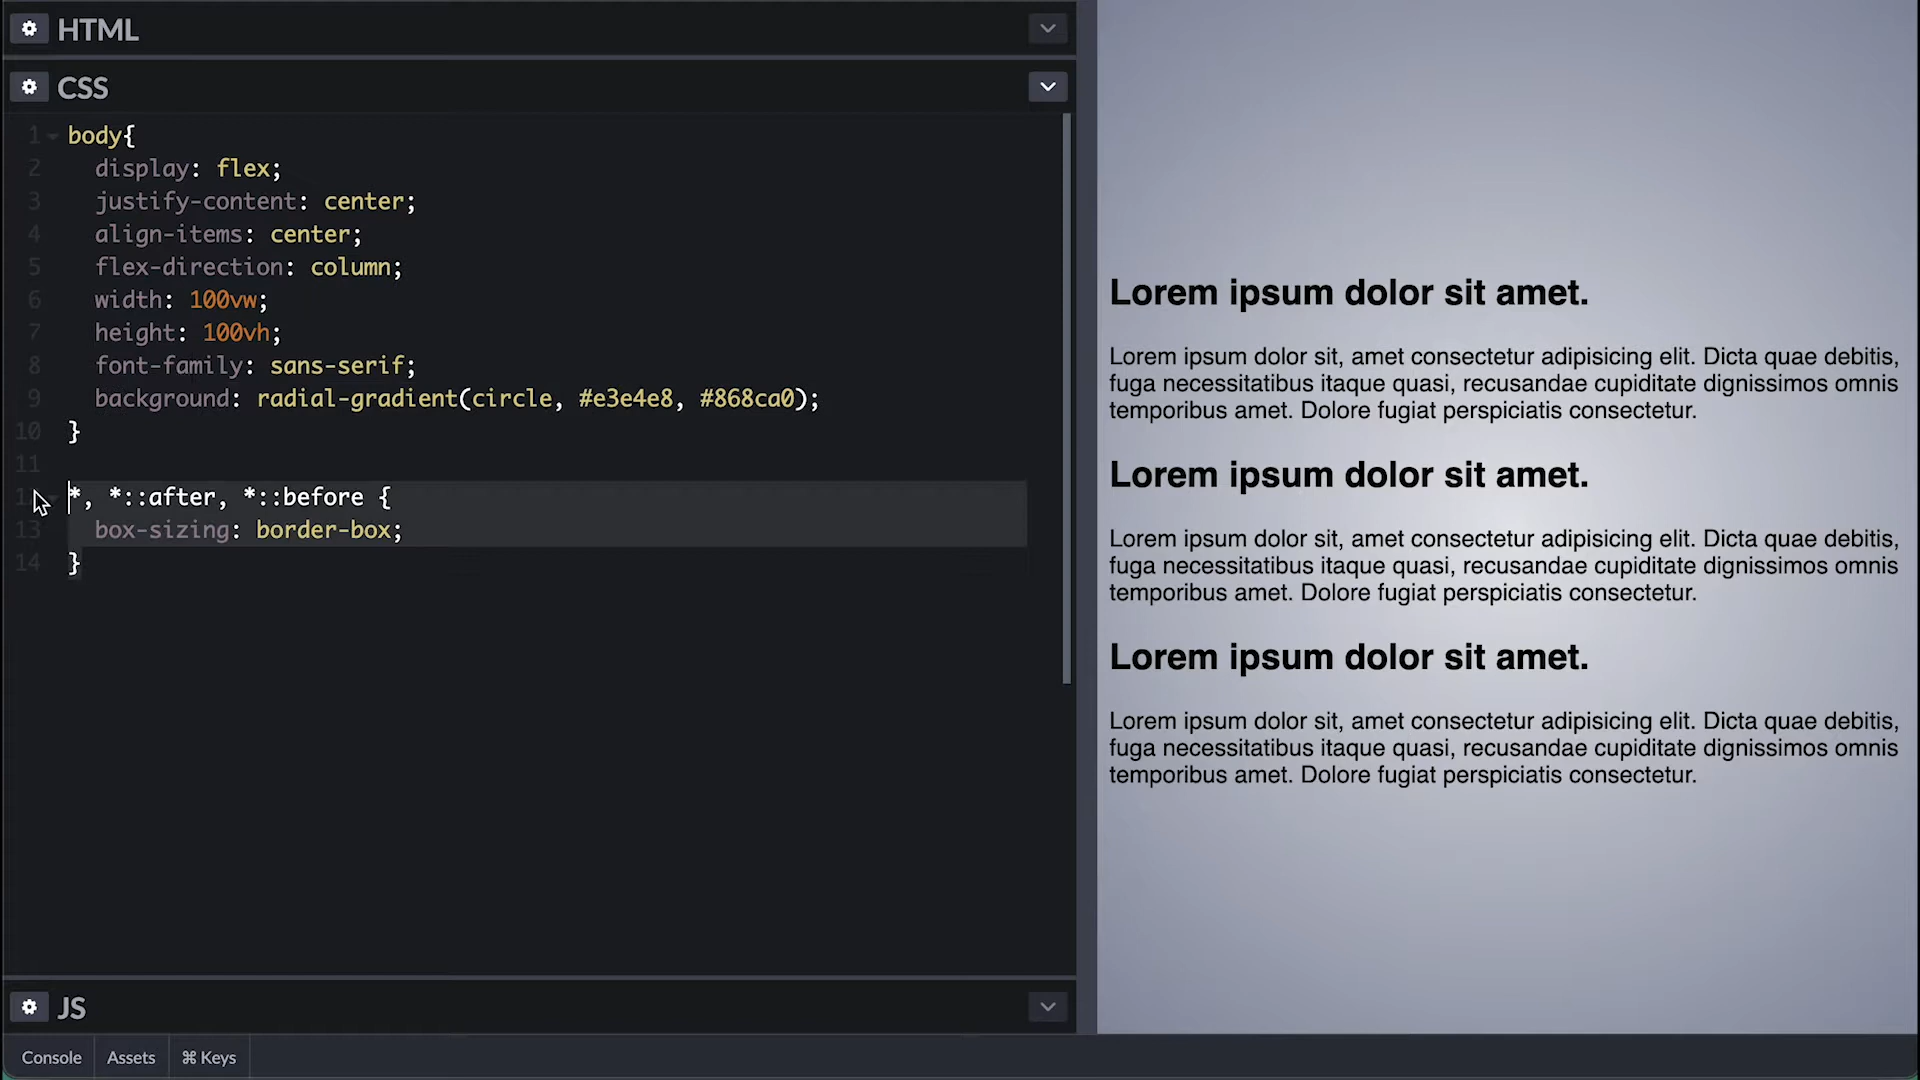 HTML
CSS
1 body{
2 display: flex;
3 justify-content: center;
4 align-items: center;
5 flex-direction: column;
6 width: 100vw;
7 height: 100vh;
8 font-family: sans-serif;
9 background: radial-gradient(circle, #e3e4e8, #868ca0);
10 }
11
*, *::after, *::before {
13 box-sizing: border-box;
14 }
JS
Console Assets ⌘ Keys
Lorem ipsum dolor sit amet.
Lorem ipsum dolor sit, amet consectetur adipisicing elit. Dicta quae debitis,
fuga necessitatibus itaque quasi, recusandae cupiditate dignissimos omnis
temporibus amet. Dolore fugiat perspiciatis consectetur.
Lorem ipsum dolor sit amet.
Lorem ipsum dolor sit, amet consectetur adipisicing elit. Dicta quae debitis,
fuga necessitatibus itaque quasi, recusandae cupiditate dignissimos omnis
temporibus amet. Dolore fugiat perspiciatis consectetur.
Lorem ipsum dolor sit amet.
Lorem ipsum dolor sit, amet consectetur adipisicing elit. Dicta quae debitis,
fuga necessitatibus itaque quasi, recusandae cupiditate dignissimos omnis
temporibus amet. Dolore fugiat perspiciatis consectetur.